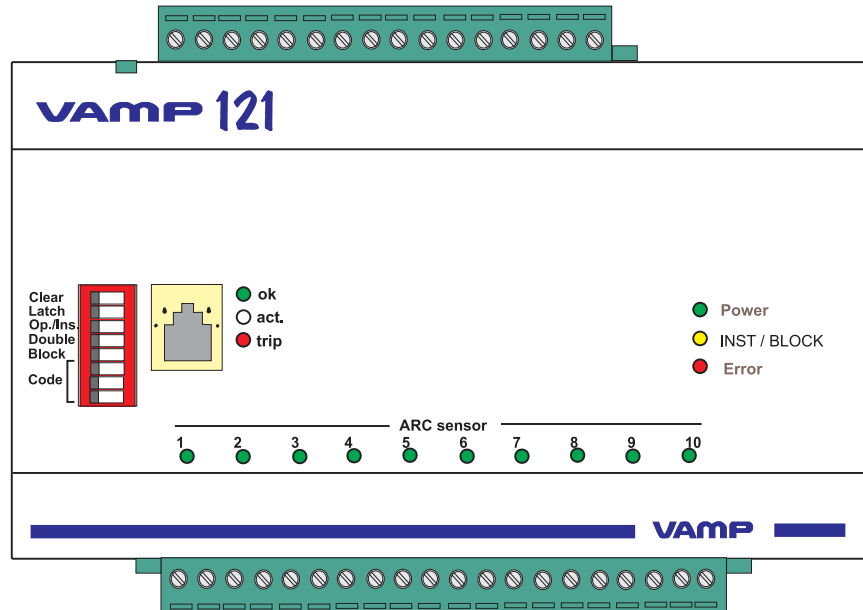 VAMP 121
Clear
Latch
Op./Ins.
Double
Block
Code
ok
act.
trip
Power
INST / BLOCK
Error
ARC sensor
1 2 3 4 5 6 7 8 9 10
VAMP